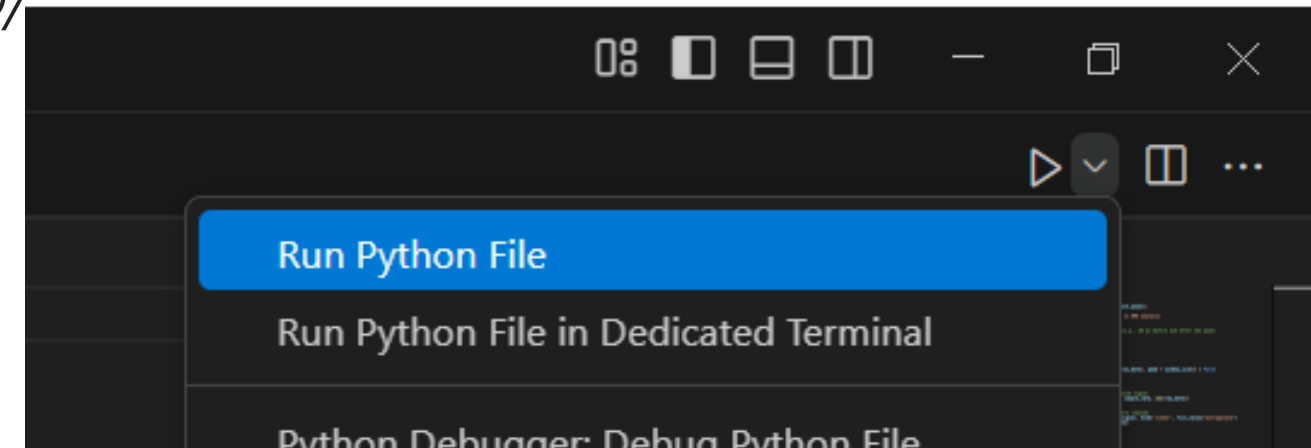 Run Python File
Run Python File in Dedicated Terminal
Python Debugger: Debug Python File